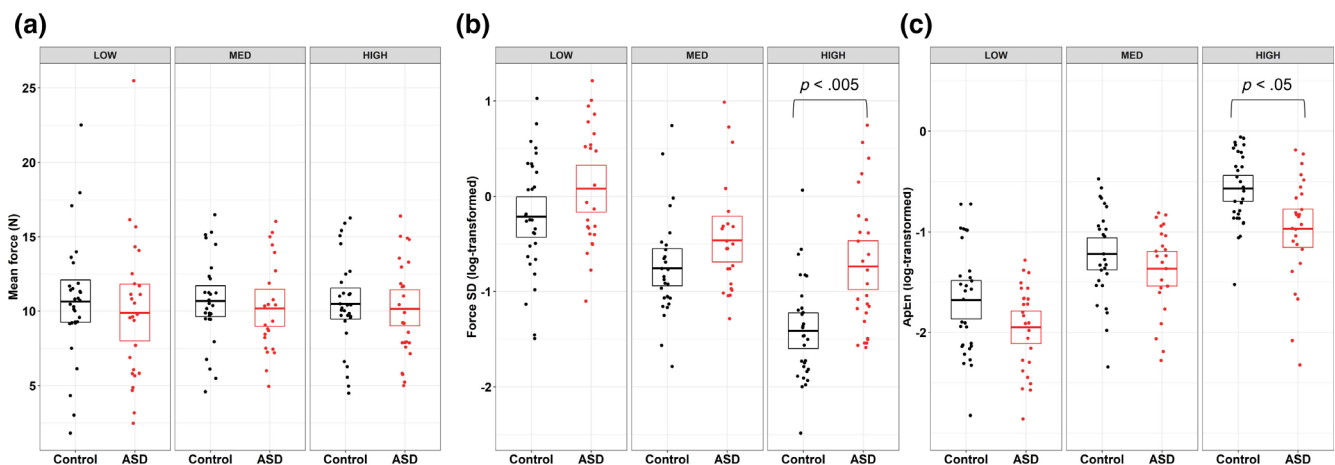 (a)
LOW MED HIGH
Mean force (N)
25
20
15
10
5
Control ASD Control ASD Control ASD
(b)
LOW MED HIGH
Force SD (log-transformed)
1
0
-1
-2
p < .005
Control ASD Control ASD Control ASD
(c)
LOW MED HIGH
ApEn (log-transformed)
0
-1
-2
p < .05
Control ASD Control ASD Control ASD